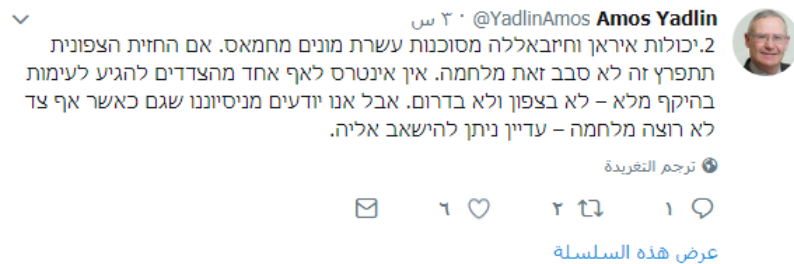 Amos Yadlin @YadlinAmos · ٣ س
2.יכולות איראן וחיזבאללה מסוכנות עשרת מונים מחמאס. אם החזית הצפונית
תתפרץ זה לא סבב זאת מלחמה. אין אינטרס לאף אחד מהצדדים להגיע לעימות
בהיקף מלא – לא בצפון ולא בדרום. אבל אנו יודעים מניסיוננו שגם כאשר אף צד
לא רוצה מלחמה – עדיין ניתן להישאב אליה.
ترجم التغريدة
١ ٢ ٦
عرض هذه السلسلة